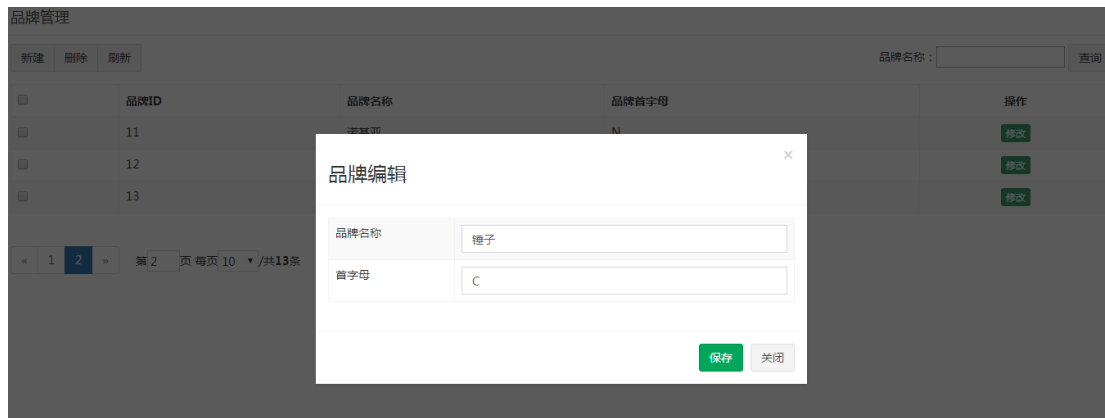 品牌管理
新建 删除 刷新 品牌名称： 查询
品牌ID 品牌名称 品牌首字母 操作
11 诺基亚 N 修改
12 修改
13 修改
×
品牌编辑
品牌名称 锤子
首字母 C
« 1 2 » 第 2 页 每页 10 /共13条
保存 关闭